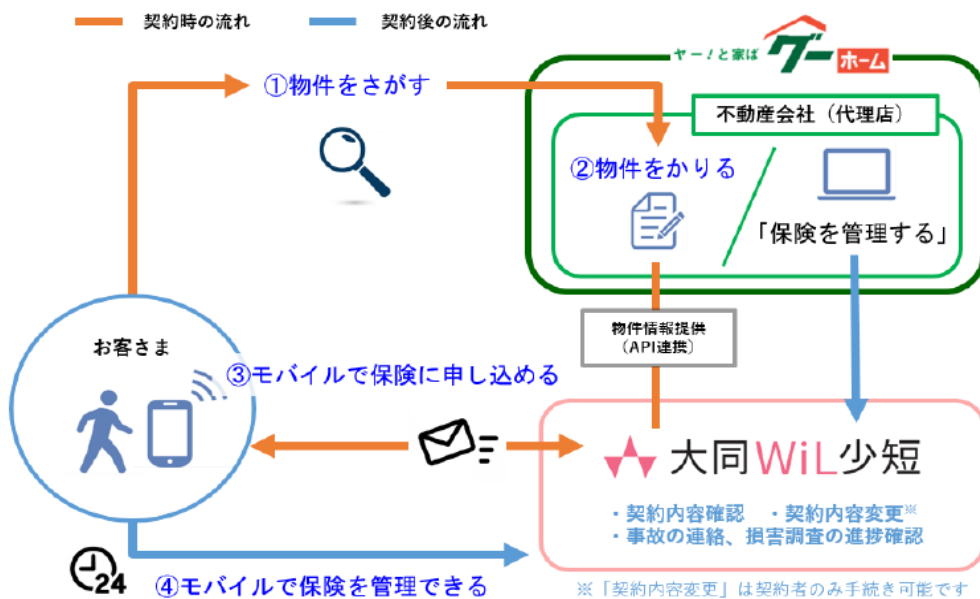 契約時の流れ
契約後の流れ
ヤー!と家ば
グーホーム
①物件をさがす
不動産会社(代理店)
②物件をかりる
「保険を管理する」
物件情報提供
(API連携)
お客さま
③モバイルで保険に申し込める
大同WiL少短
・契約内容確認 ・契約内容変更※
・事故の連絡、損害調査の進捗確認
24
④モバイルで保険を管理できる
※「契約内容変更」は契約者のみ手続き可能です